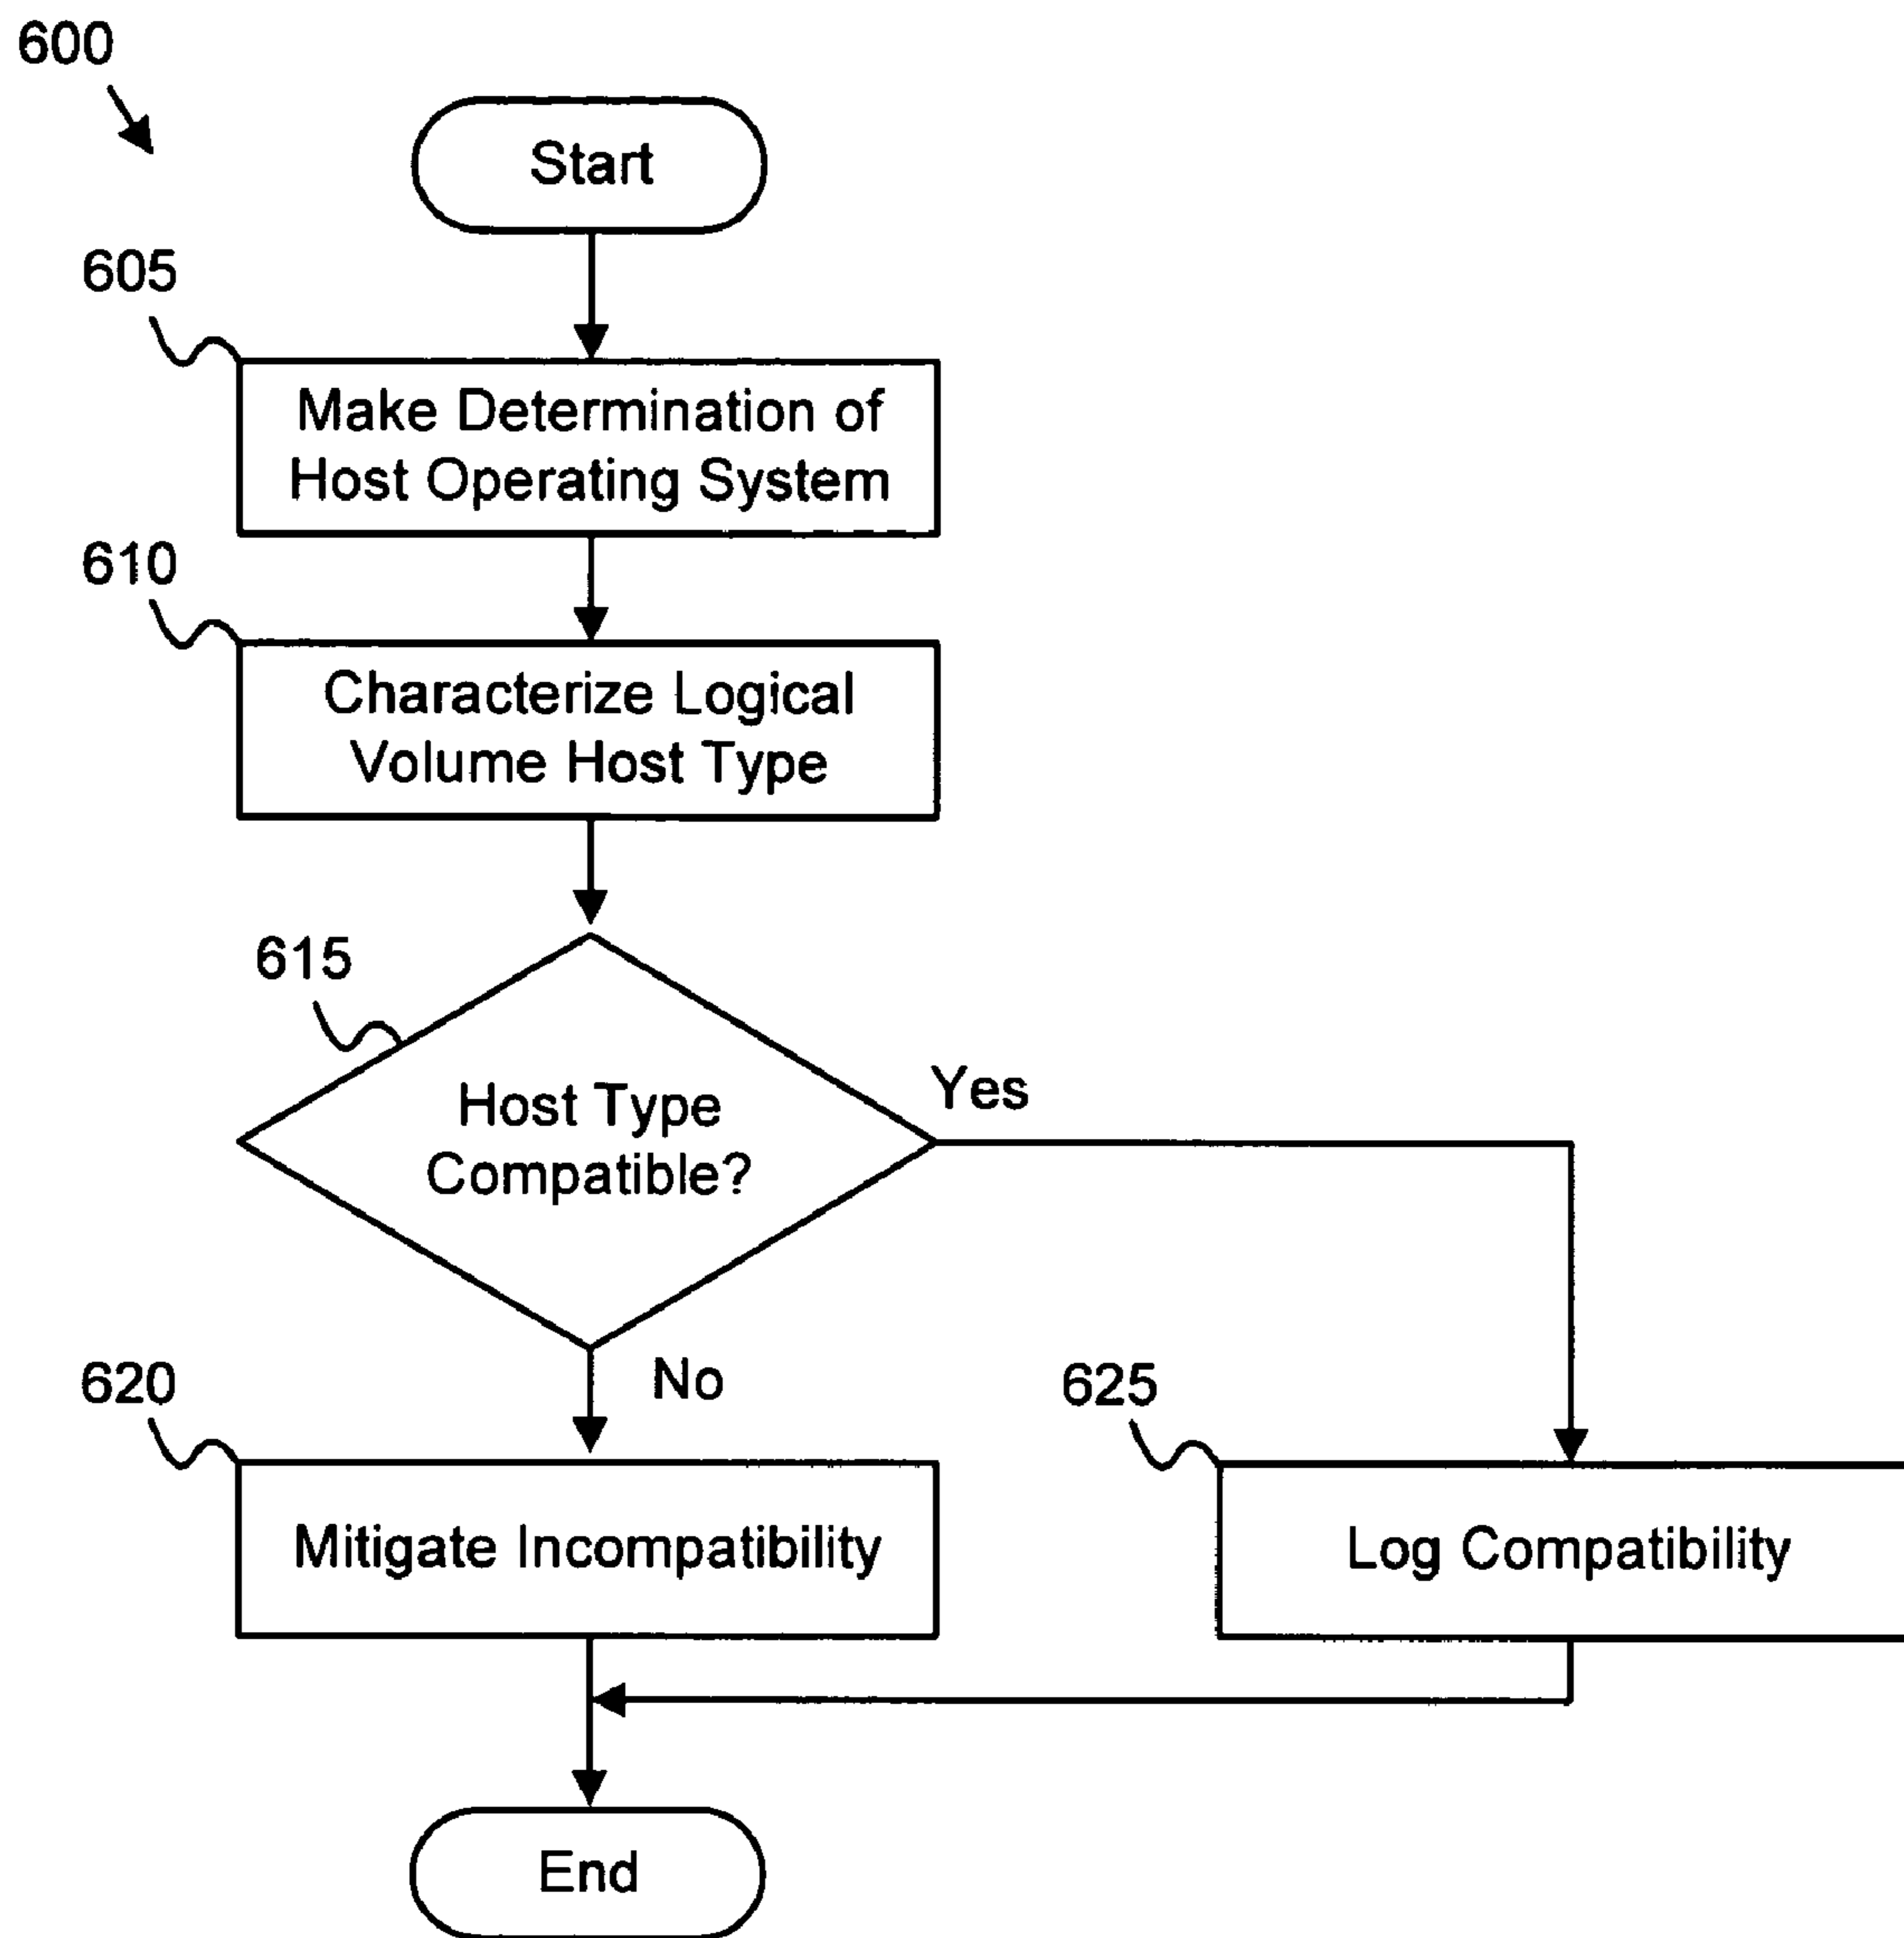 600
Start
605
Make Determination of
Host Operating System
610
Characterize Logical
Volume Host Type
615
Host Type
Compatible?
Yes
No
620
Mitigate Incompatibility
625
Log Compatibility
End